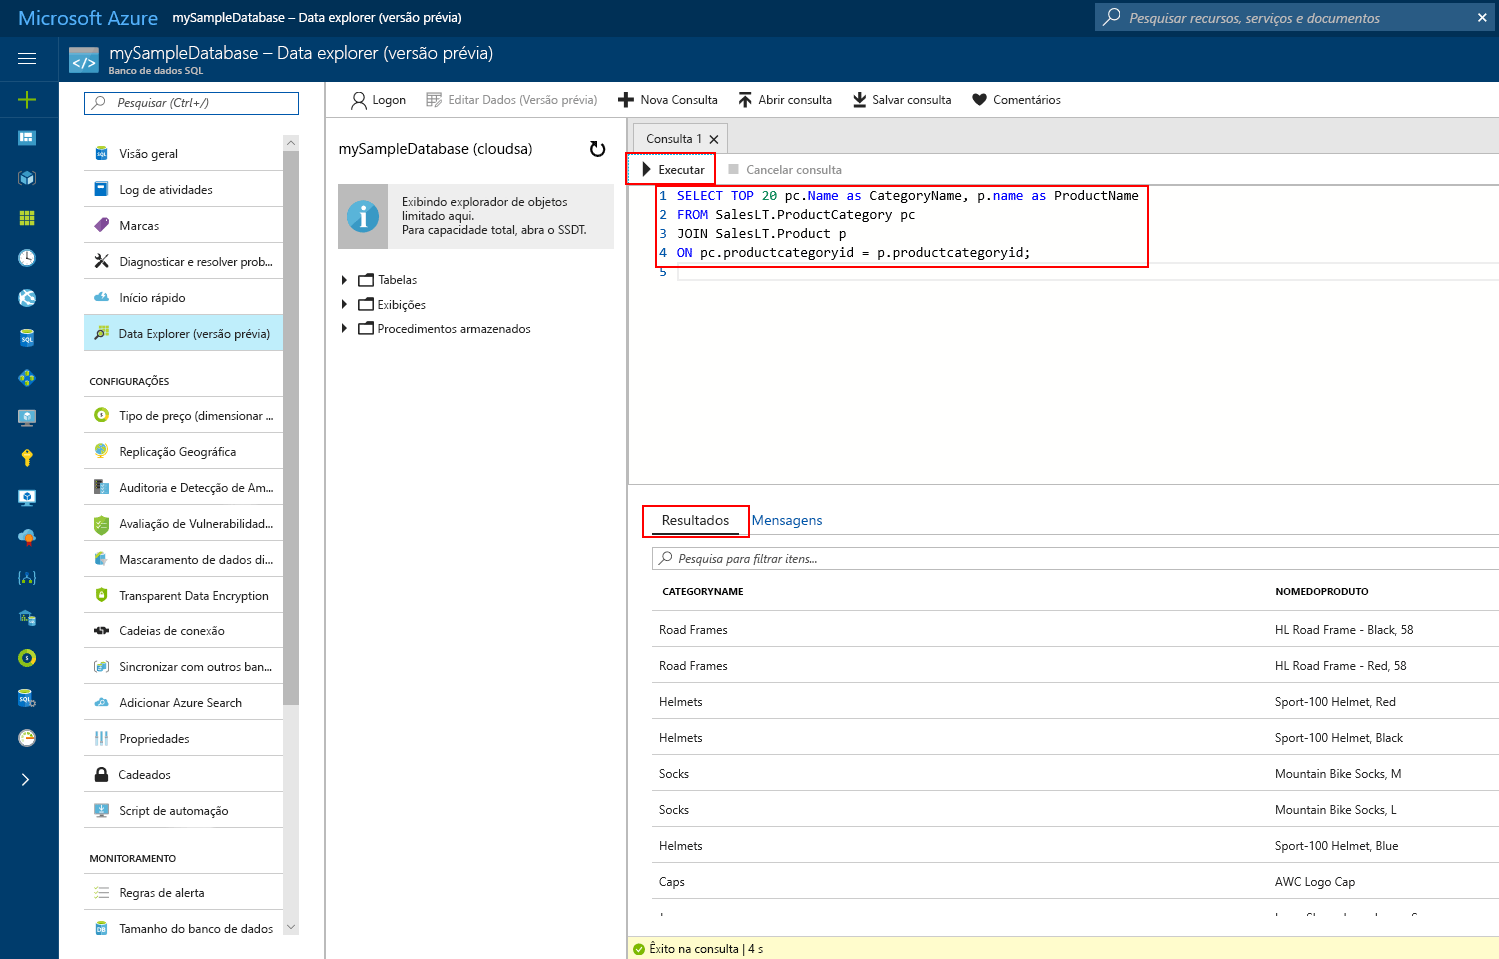 Microsoft Azure mySampleDatabase – Data explorer (versão prévia)
Pesquisar recursos, serviços e documentos
mySampleDatabase – Data explorer (versão prévia)
Banco de dados SQL
Pesquisar (Ctrl+/)
Visão geral
Log de atividades
Marcas
Diagnosticar e resolver prob...
Início rápido
Data Explorer (versão prévia)
CONFIGURAÇÕES
Tipo de preço (dimensionar ...
Replicação Geográfica
Auditoria e Detecção de Am...
Avaliação de Vulnerabilidad...
Mascaramento de dados di...
Transparent Data Encryption
Cadeias de conexão
Sincronizar com outros ban...
Adicionar Azure Search
Propriedades
Cadeados
Script de automação
MONITORAMENTO
Regras de alerta
Tamanho do banco de dados
Logon Editar Dados (Versão prévia) Nova Consulta Abrir consulta Salvar consulta Comentários
mySampleDatabase (cloudsa)
Exibindo explorador de objetos
limitado aqui.
Para capacidade total, abra o SSDT.
Tabelas
Exibições
Procedimentos armazenados
Consulta 1
Executar Cancelar consulta
1 SELECT TOP 20 pc.Name as CategoryName, p.name as ProductName
2 FROM SalesLT.ProductCategory pc
3 JOIN SalesLT.Product p
4 ON pc.productcategoryid = p.productcategoryid;
5
Resultados Mensagens
Pesquisa para filtrar itens...
CATEGORYNAME NOMEDOPRODUTO
Road Frames HL Road Frame - Black, 58
Road Frames HL Road Frame - Red, 58
Helmets Sport-100 Helmet, Red
Helmets Sport-100 Helmet, Black
Socks Mountain Bike Socks, M
Socks Mountain Bike Socks, L
Helmets Sport-100 Helmet, Blue
Caps AWC Logo Cap
Êxito na consulta | 4 s